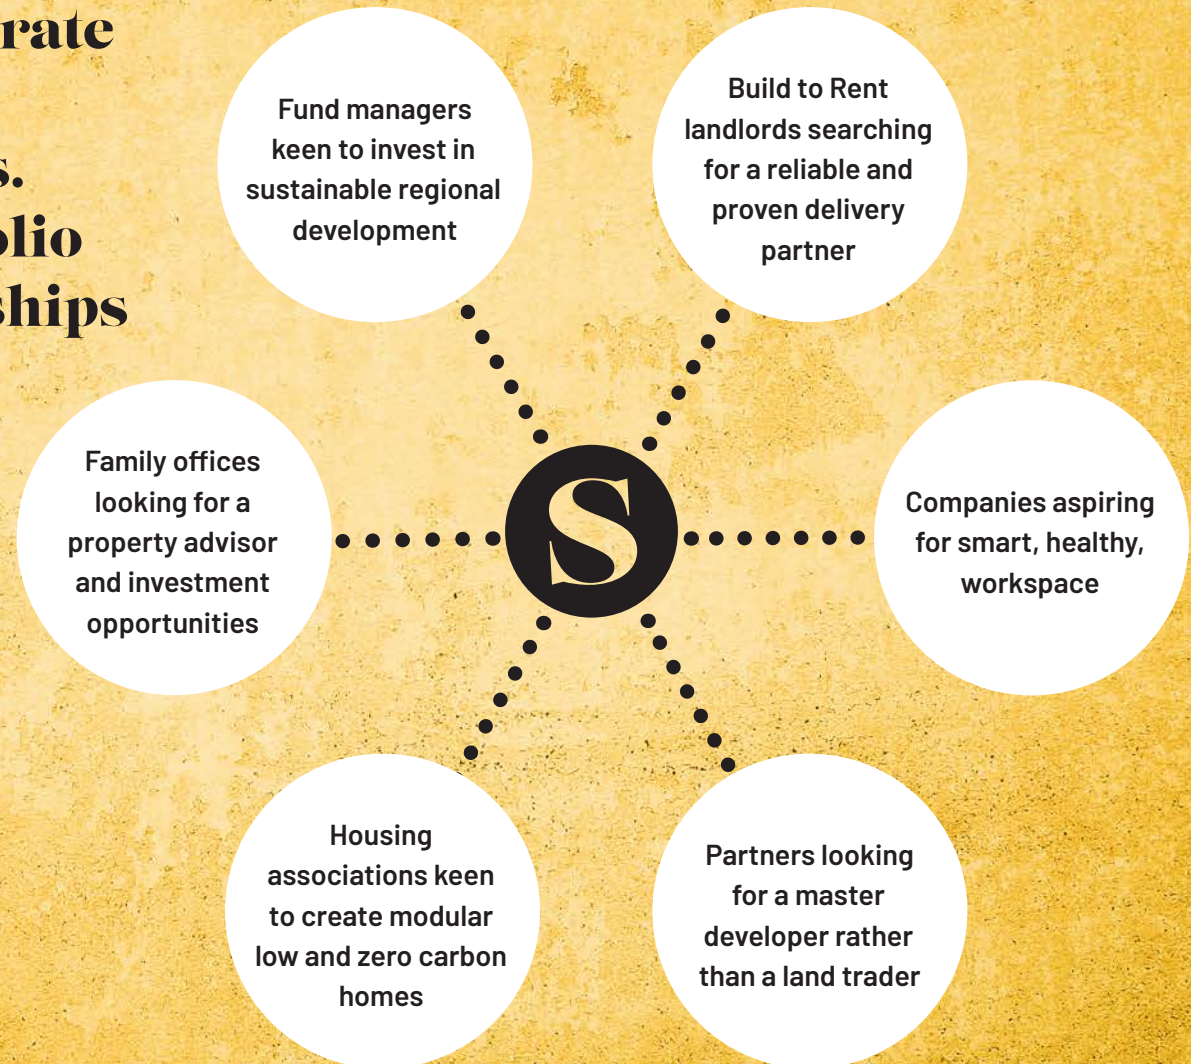 rate
s.
olio
ships
Fund managers
keen to invest in
sustainable regional
development
Build to Rent
landlords searching
for a reliable and
proven delivery
partner
Family offices
looking for a
property advisor
and investment
opportunities
S
Companies aspiring
for smart, healthy,
workspace
Housing
associations keen
to create modular
low and zero carbon
homes
Partners looking
for a master
developer rather
than a land trader